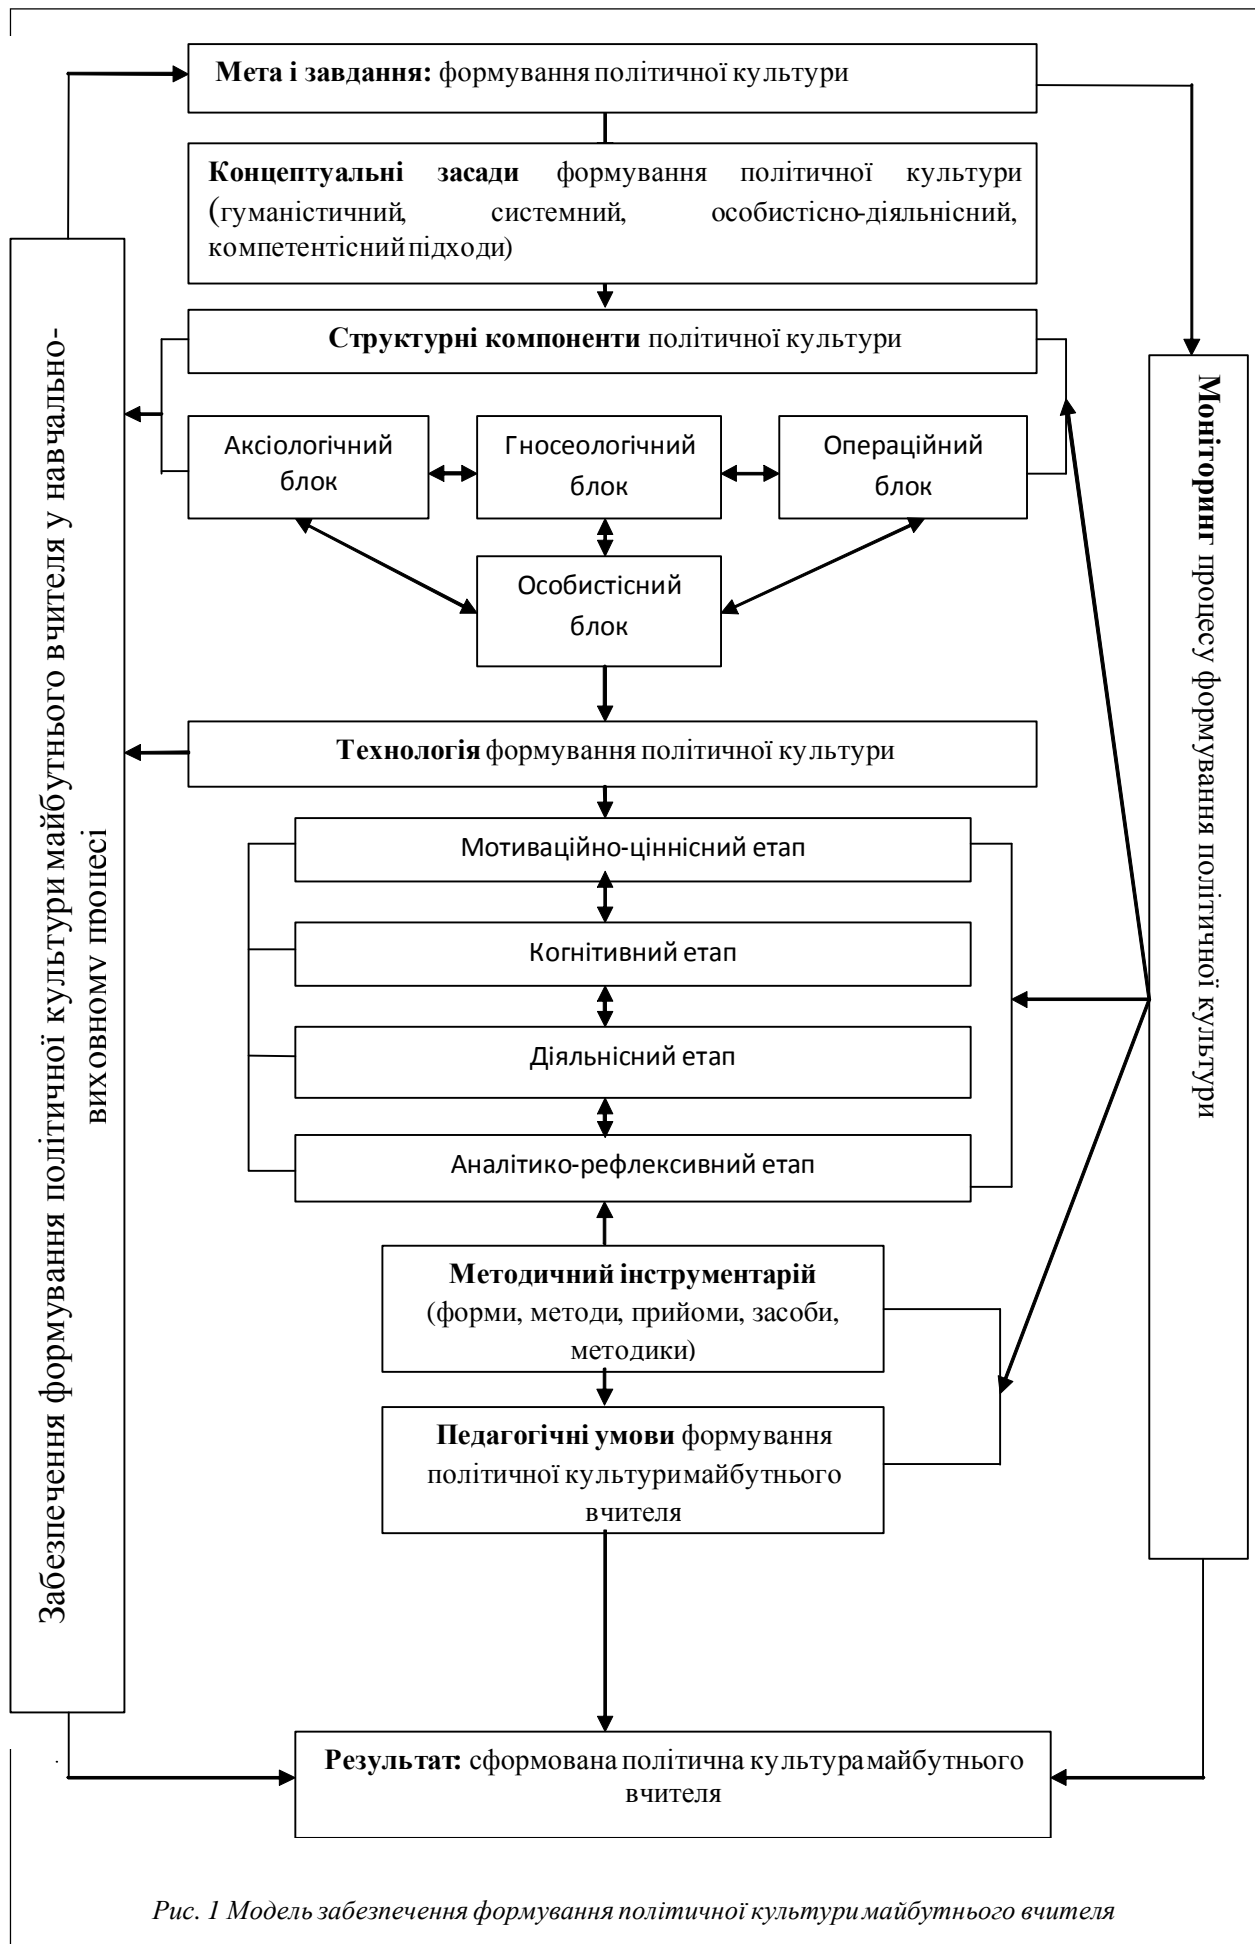 Мета і завдання: формування політичної культури
Концептуальні засади формування політичної культури
(гуманістичний, системний, особистісно-діяльнісний,
компетентісний підходи)
Структурні компоненти політичної культури
Аксіологічний
блок
Гносеологічний
блок
Операційний
блок
Особистісний
блок
Технологія формування політичної культури
Мотиваційно-ціннісний етап
Когнітивний етап
Діяльнісний етап
Аналітико-рефлексивний етап
Методичний інструментарій
(форми, методи, прийоми, засоби,
методики)
Педагогічні умови формування
політичної культури майбутнього
вчителя
Результат: сформована політична культура майбутнього
вчителя
Забезпечення формування політичної культури майбутнього вчителя у навчально-
виховному процесі
Моніторинг процесу формування політичної культури
Рис. 1 Модель забезпечення формування політичної культури майбутнього вчителя